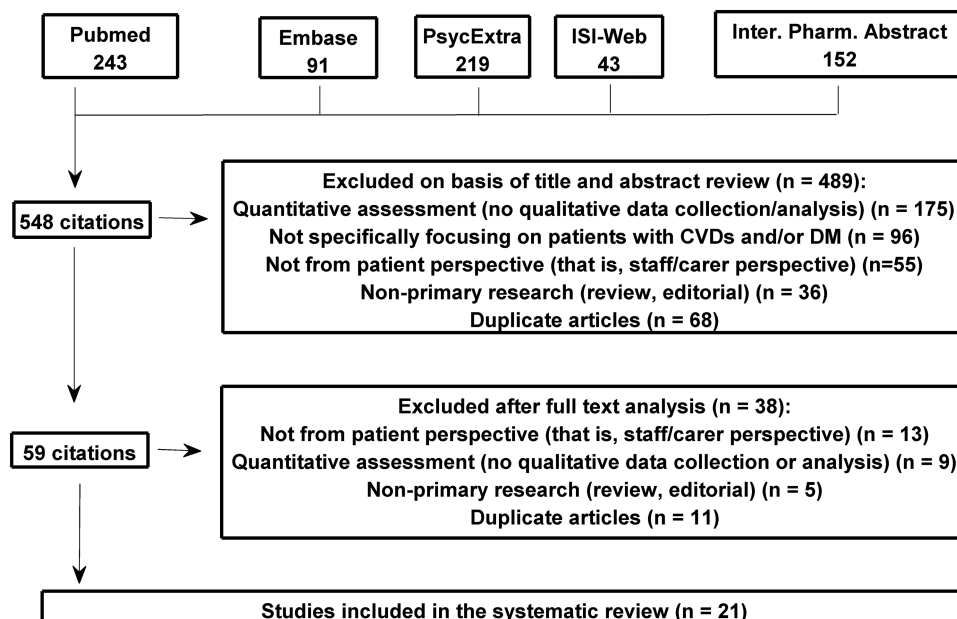 Pubmed
243
Embase
91
PsycExtra
219
ISI-Web
43
Inter. Pharm. Abstract
152
548 citations
Excluded on basis of title and abstract review (n = 489):
Quantitative assessment (no qualitative data collection/analysis) (n = 175)
Not specifically focusing on patients with CVDs and/or DM (n = 96)
Not from patient perspective (that is, staff/carer perspective) (n=55)
Non-primary research (review, editorial) (n = 36)
Duplicate articles (n = 68)
59 citations
Excluded after full text analysis (n = 38):
Not from patient perspective (that is, staff/carer perspective) (n = 13)
Quantitative assessment (no qualitative data collection or analysis) (n = 9)
Non-primary research (review, editorial) (n = 5)
Duplicate articles (n = 11)
Studies included in the systematic review (n = 21)